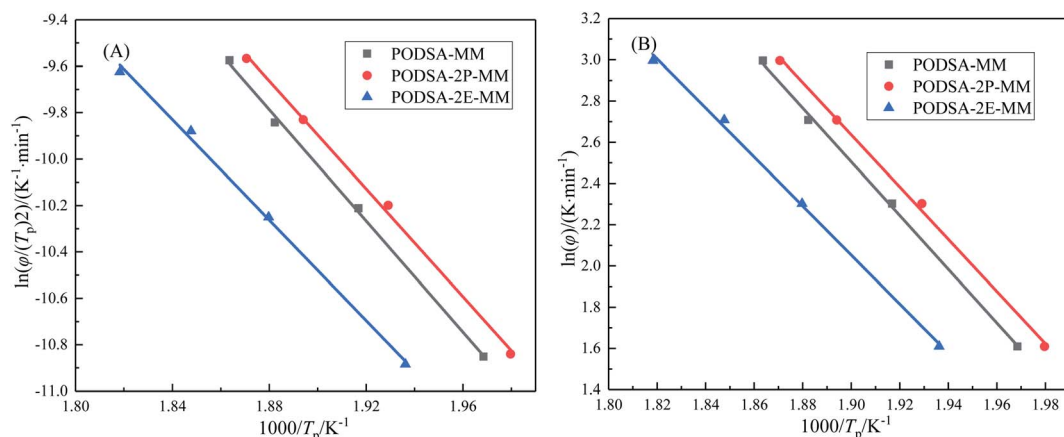 (A)
PODSA-MM
PODSA-2P-MM
PODSA-2E-MM
-9.4
-9.6
-9.8
-10.0
-10.2
-10.4
-10.6
-10.8
-11.0
ln(φ/(Tp)2)/(K-1·min-1)
1.80
1.84
1.88
1.92
1.96
1000/Tp/K-1
(B)
PODSA-MM
PODSA-2P-MM
PODSA-2E-MM
3.2
3.0
2.8
2.6
2.4
2.2
2.0
1.8
1.6
1.4
ln(φ)/(K·min-1)
1.80
1.82
1.84
1.86
1.88
1.90
1.92
1.94
1.96
1.98
1000/Tp/K-1